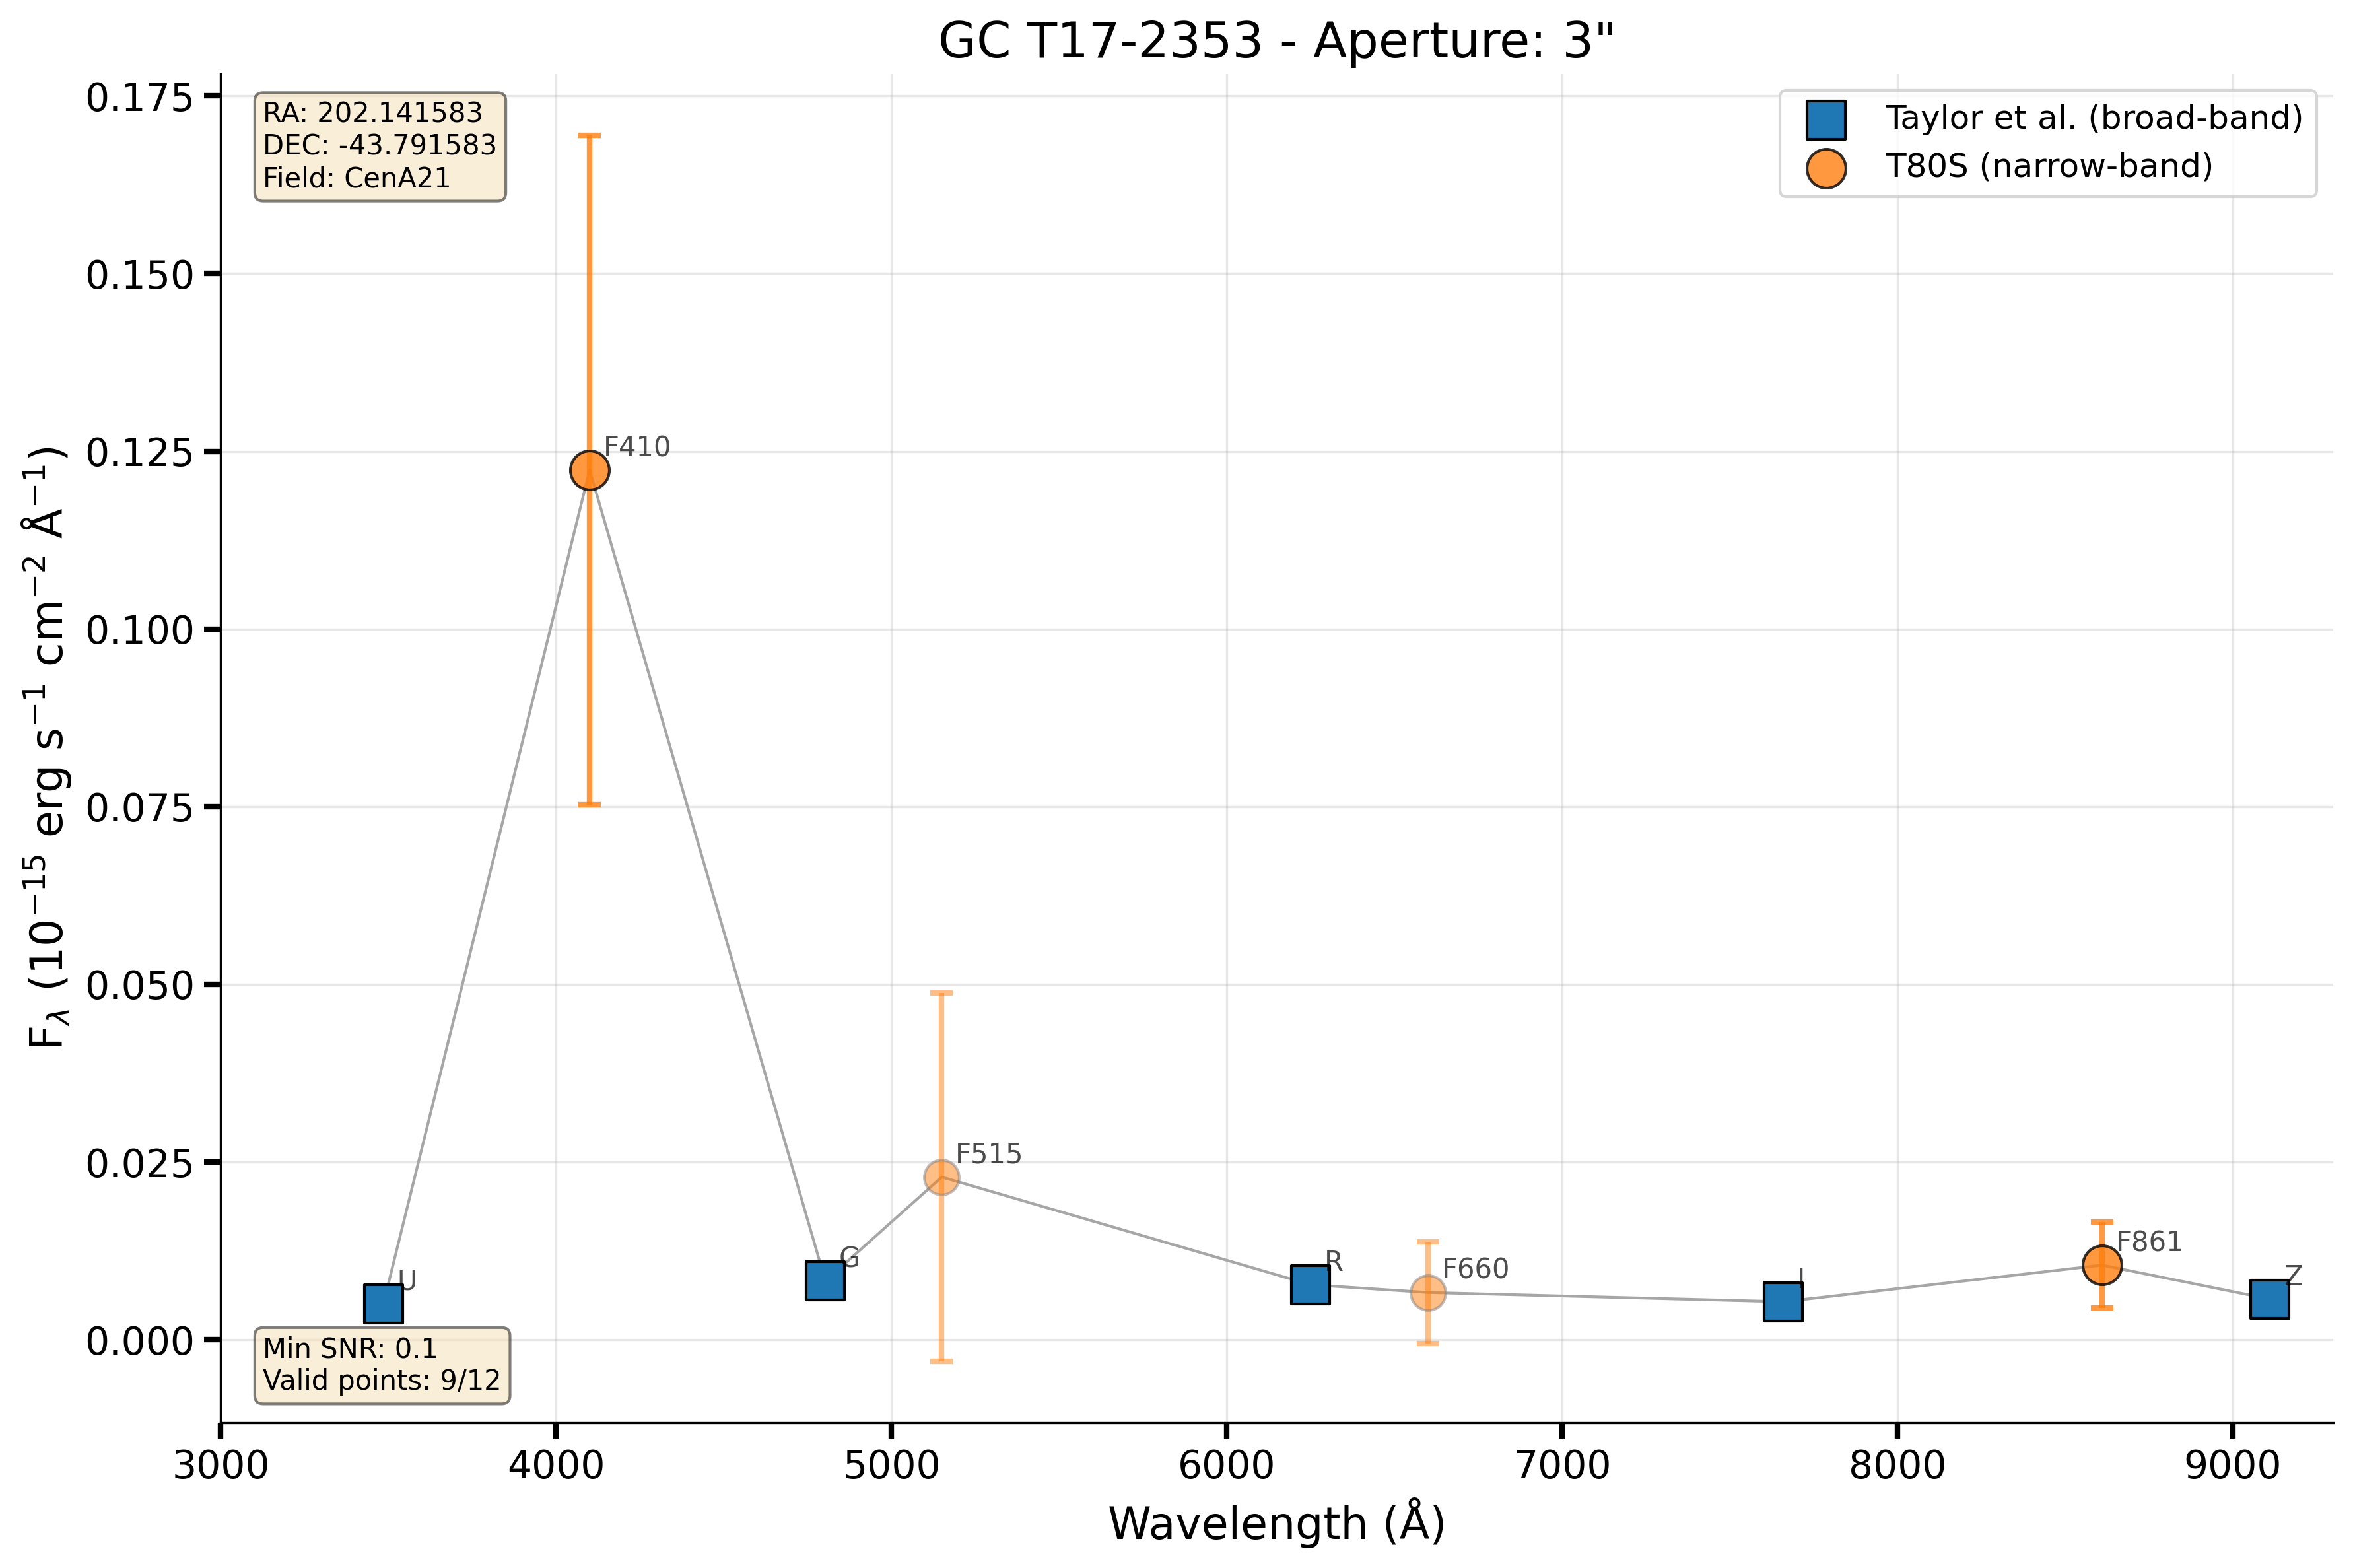 GC T17-2353 - Aperture: 3"
RA: 202.141583
DEC: -43.791583
Field: CenA21
Taylor et al. (broad-band)
T80S (narrow-band)
F_λ (10⁻¹⁵ erg s⁻¹ cm⁻² Å⁻¹)
0.175
0.150
0.125
0.100
0.075
0.050
0.025
0.000
F410
F515
U
G
R
F660
I
F861
Z
Min SNR: 0.1
Valid points: 9/12
3000 4000 5000 6000 7000 8000 9000
Wavelength (Å)